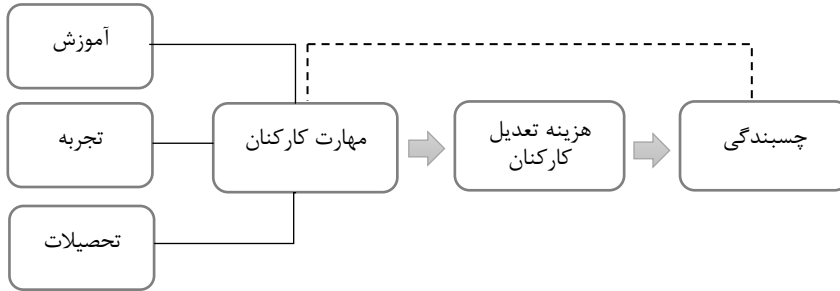 آموزش
تجربه
تحصیلات
مهارت کارکنان
هزینه تعدیل
کارکنان
چسبندگی